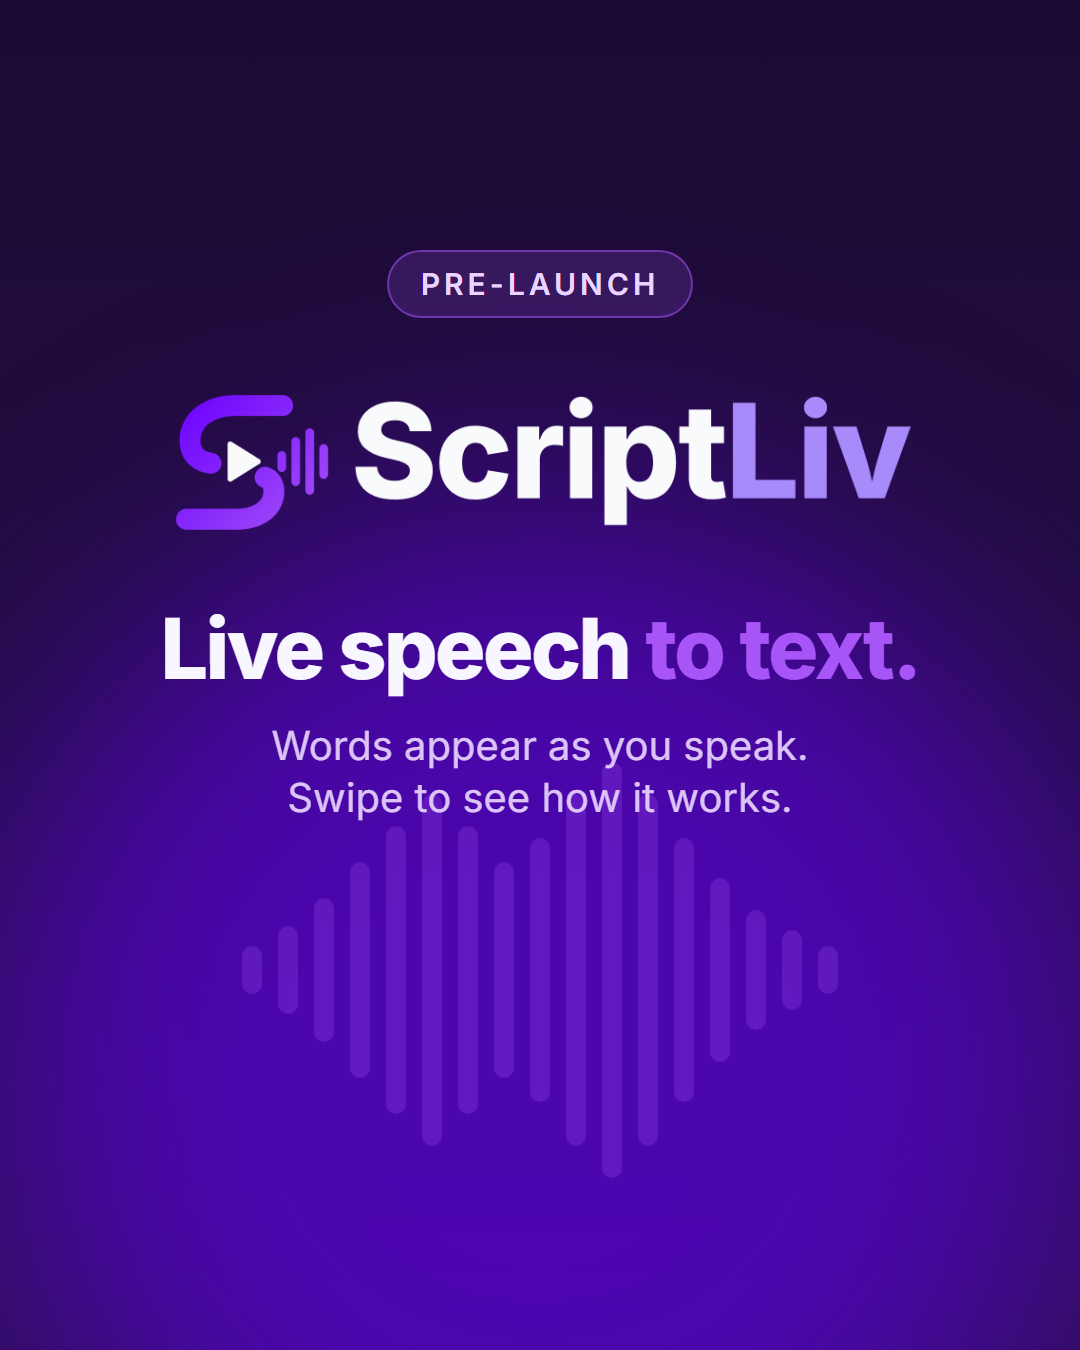 PRE-LAUNCH
ScriptLiv
Live speech to text.
Words appear as you speak.
Swipe to see how it works.